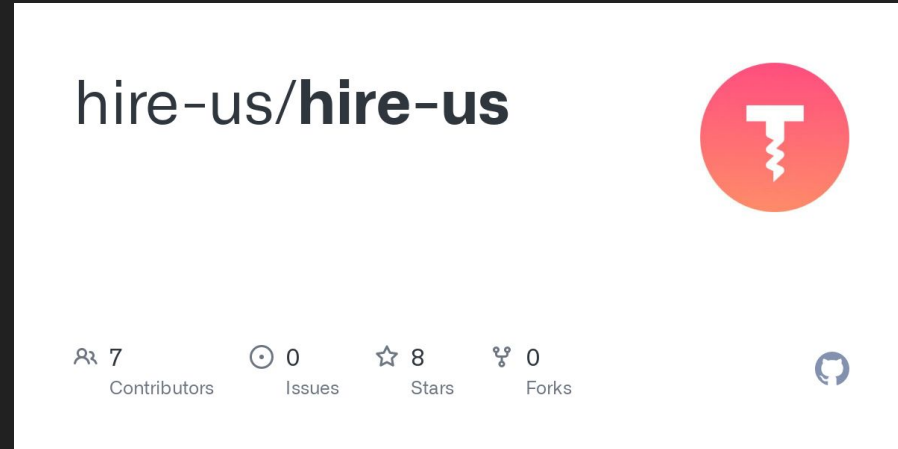 hire-us/hire-us
7
Contributors
0
Issues
8
Stars
0
Forks